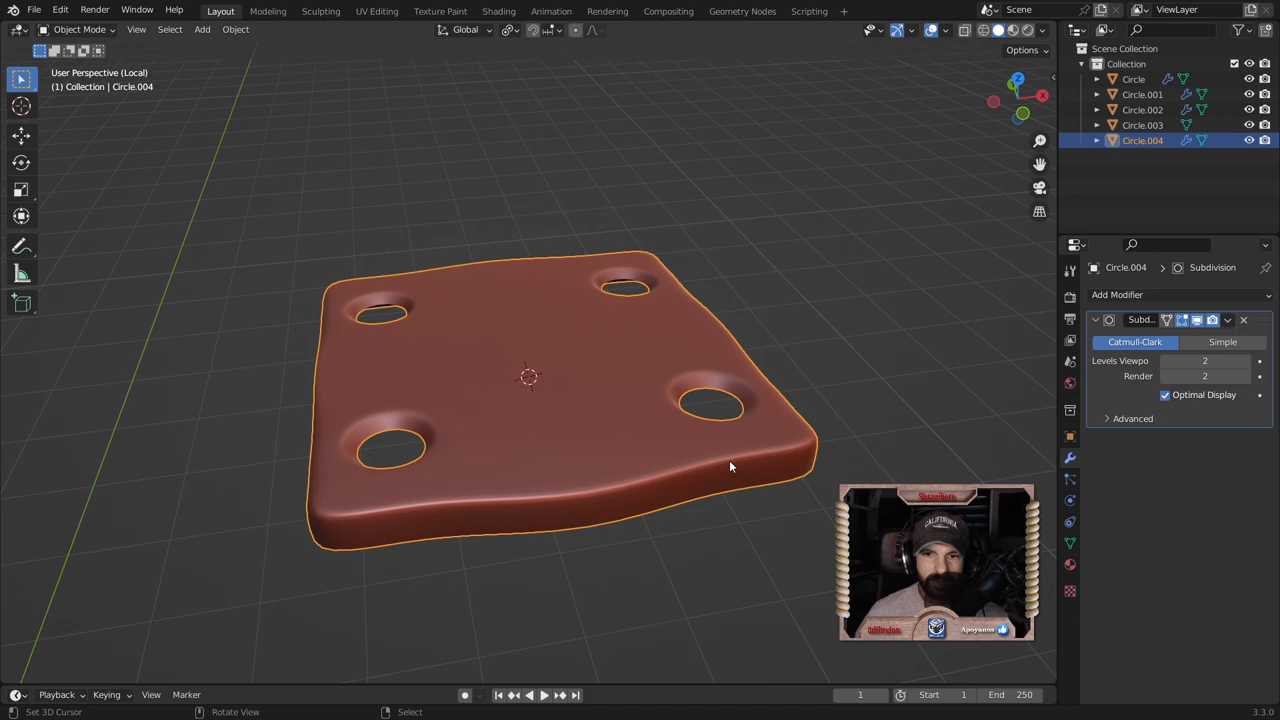 File Edit Render Window Help Layout Modeling Sculpting UV Editing Texture Paint Shading Animation Rendering Compositing Geometry Nodes Scripting + Scene ViewLayer
Object Mode View Select Add Object Global
Options
User Perspective (Local)
(1) Collection | Circle.004
Z
X
Scene Collection
Collection
Circle
Circle.001
Circle.002
Circle.003
Circle.004
Circle.004 > Subdivision
Add Modifier
Subd...
Catmull-Clark Simple
Levels Viewpo 2
Render 2
Optimal Display
Advanced
CALIFORNIA
Apoyanos
Playback Keying View Marker 1 Start 1 End 250
Set 3D Cursor Rotate View Select 3.3.0